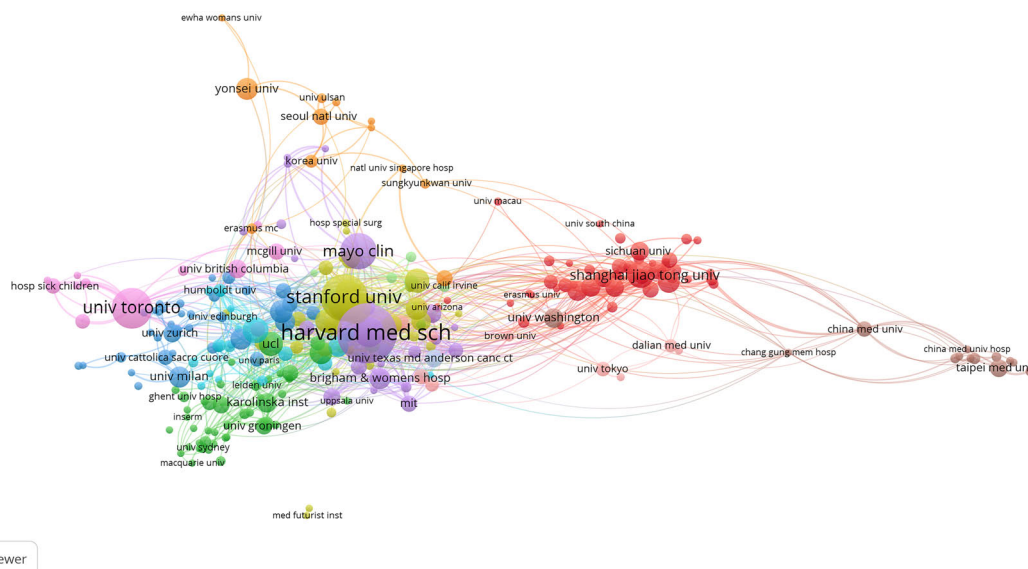 ewha womans univ
yonsei univ
univ ulsan
seoul natl univ
korea univ
natl univ singapore hosp
sungkyunkwan univ
univ macau
erasmus mc
hosp special surg
univ south china
mcgill univ
mayo clin
sichuan univ
univ british columbia
shanghai jiao tong univ
hosp sick children
humboldt univ
stanford univ
univ calif irvine
erasmus univ
univ toronto
univ arizona
univ edinburgh
univ washington
univ zurich
harvard med sch
brown univ
china med univ
ucl
dalian med univ
univ cattolica sacro cuore
univ paris
univ texas md anderson canc ct
chang gung mem hosp
china med univ hosp
univ milan
brigham & womens hosp
univ tokyo
taipei med un
leiden univ
ghent univ hosp
karolinska inst
uppsala univ
mit
inserm
univ groningen
univ sydney
macquarie univ
med futurist inst
ewer